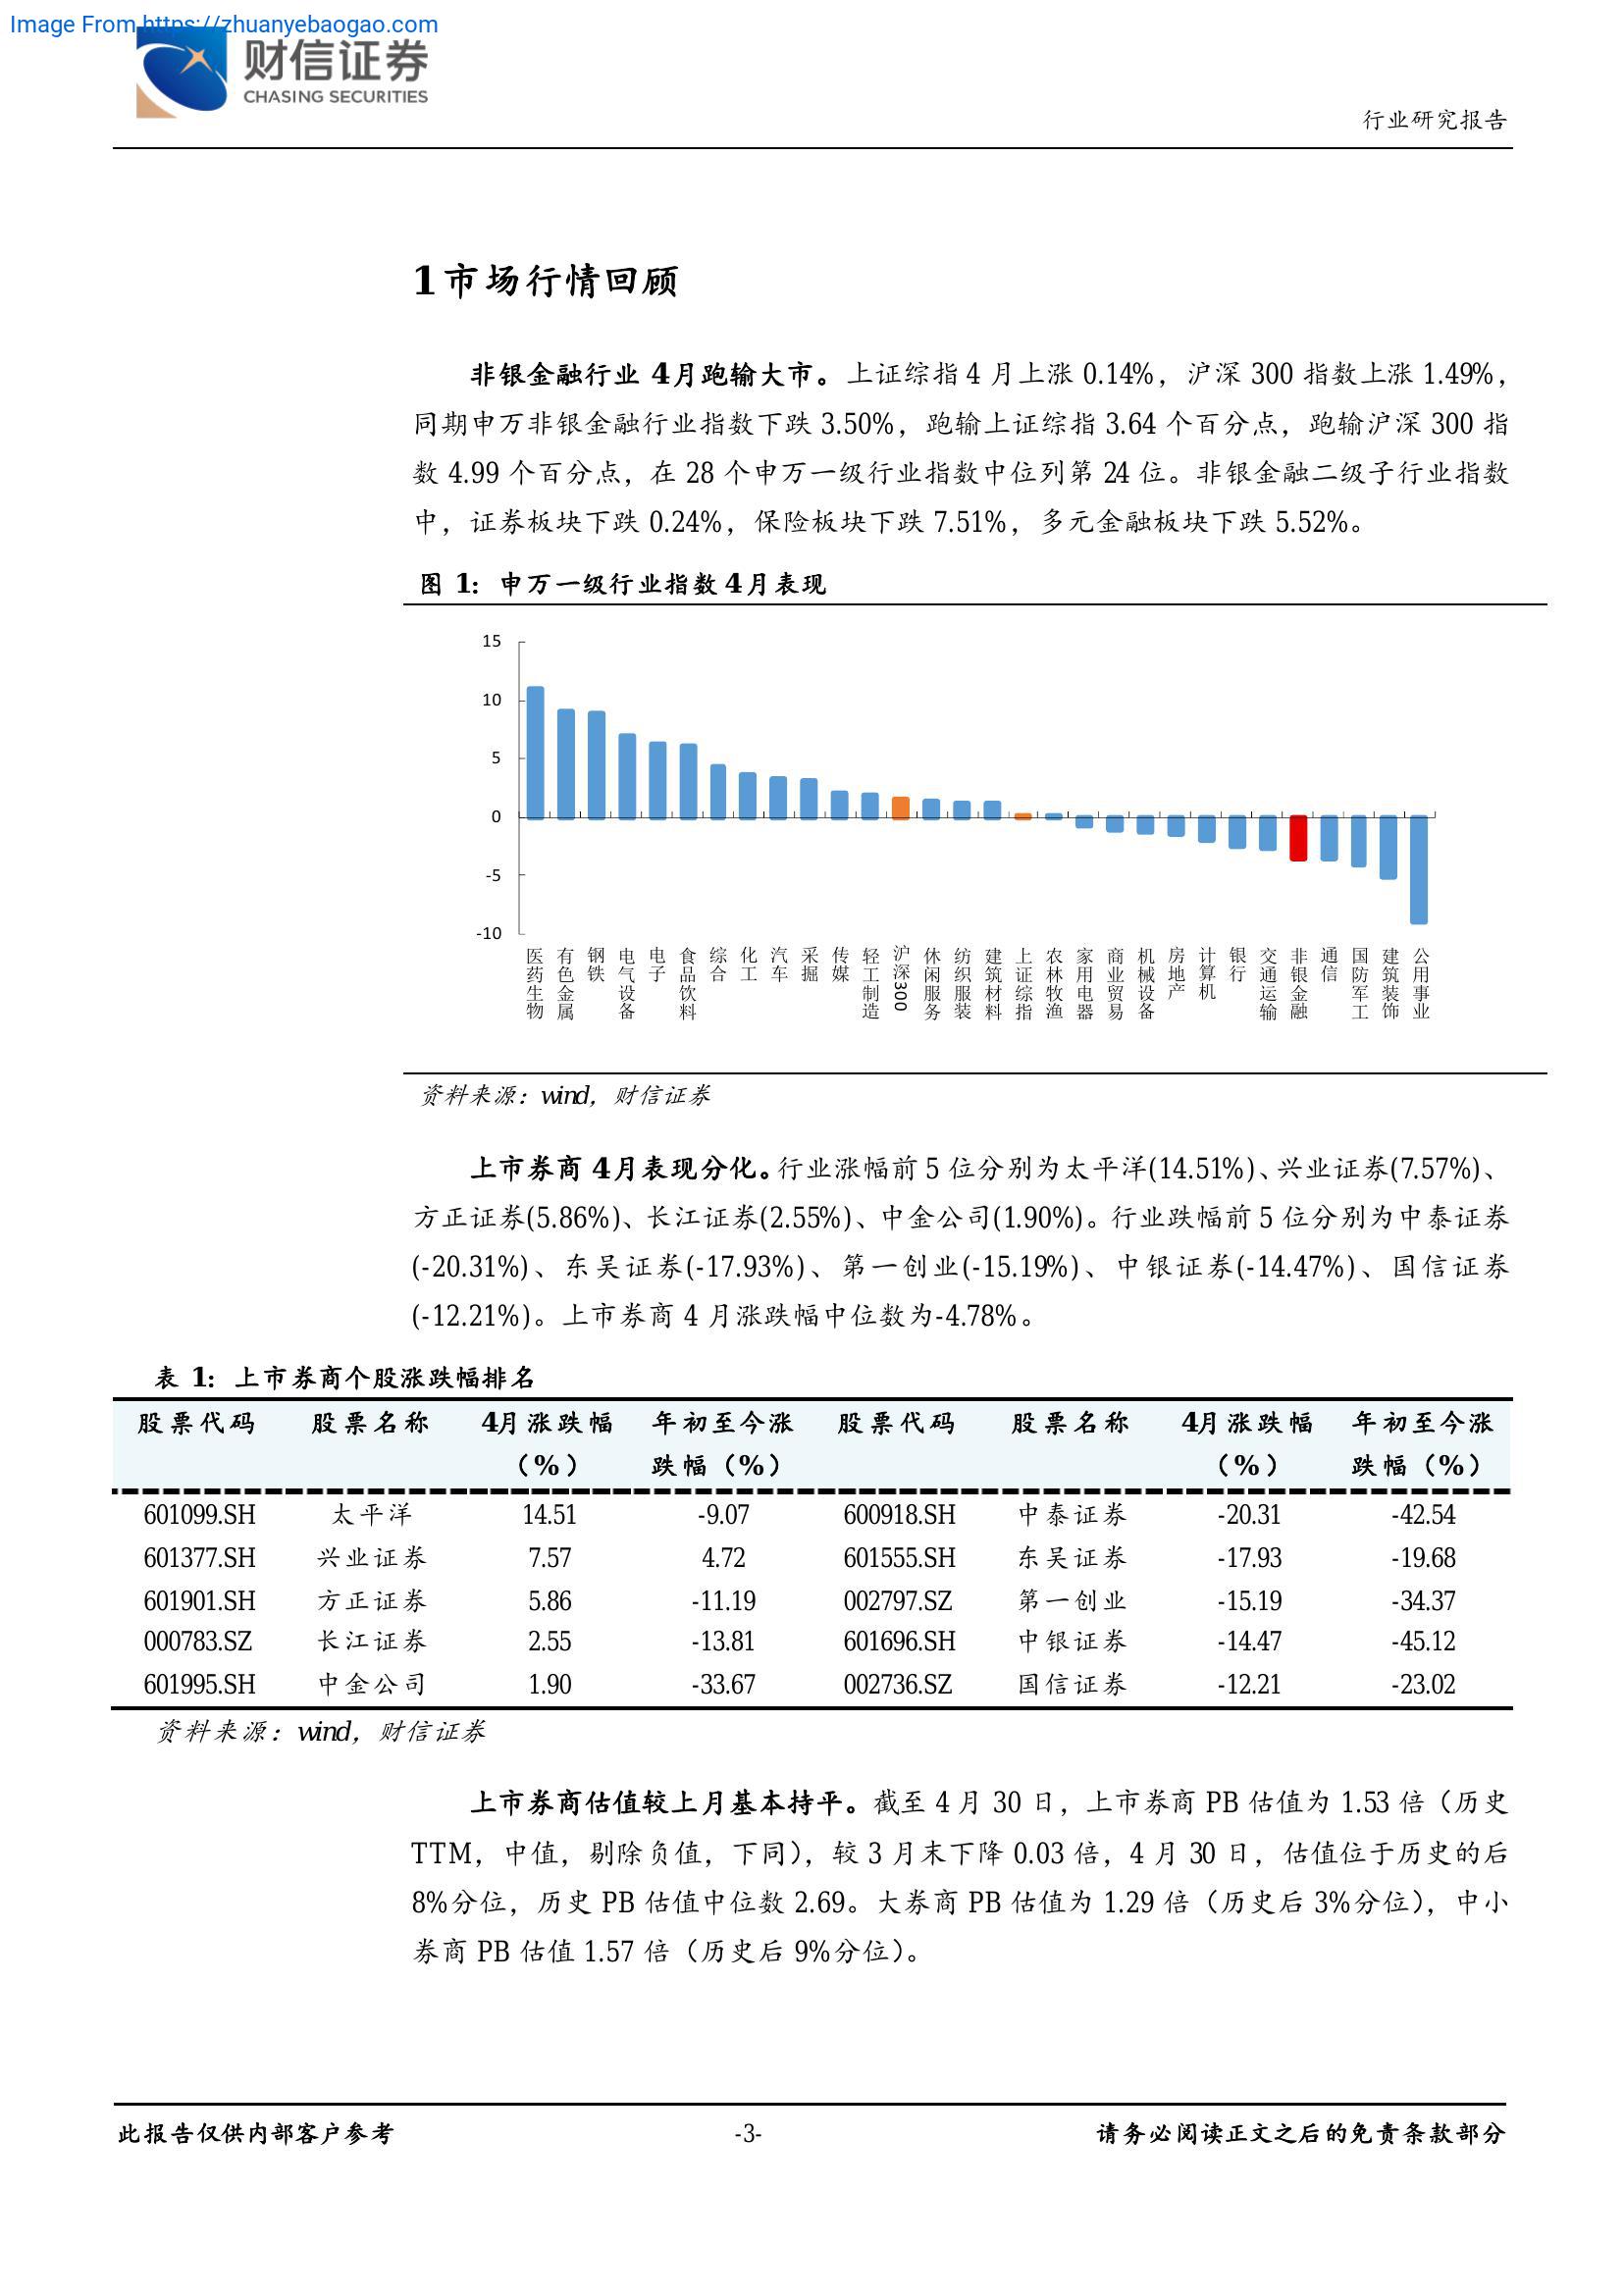 Image From https://zhuanyebaogao.com
财信证券
CHASING SECURITIES
行业研究报告
1 市场行情回顾
非银金融行业 4月跑输大市。上证综指 4 月上涨 0.14%，沪深 300 指数上涨 1.49%，
同期申万非银金融行业指数下跌 3.50%，跑输上证综指 3.64 个百分点，跑输沪深 300 指
数 4.99 个百分点，在 28 个申万一级行业指数中位列第 24 位。非银金融二级子行业指数
中，证券板块下跌 0.24%，保险板块下跌 7.51%，多元金融板块下跌 5.52%。
图 1：申万一级行业指数 4月表现
15
10
5
0
-5
-10
医药生物
有色金属
钢铁
电气设备
电子
食品饮料
综合
化工
汽车
采掘
传媒
轻工制造
沪深300
休闲服务
纺织服装
建筑材料
上证综指
农林牧渔
家用电器
商业贸易
机械设备
房地产
计算机
银行
交通运输
非银金融
通信
国防军工
建筑装饰
公用事业
资料来源：wind，财信证券
上市券商 4月表现分化。行业涨幅前 5 位分别为太平洋(14.51%)、兴业证券(7.57%)、
方正证券(5.86%)、长江证券(2.55%)、中金公司(1.90%)。行业跌幅前 5 位分别为中泰证券
(-20.31%)、东吴证券(-17.93%)、第一创业(-15.19%)、中银证券(-14.47%)、国信证券
(-12.21%)。上市券商 4 月涨跌幅中位数为-4.78%。
表 1：上市券商个股涨跌幅排名
股票代码 股票名称 4月涨跌幅 年初至今涨 股票代码 股票名称 4月涨跌幅 年初至今涨
（%） 跌幅（%） （%） 跌幅（%）
601099.SH 太平洋 14.51 -9.07 600918.SH 中泰证券 -20.31 -42.54
601377.SH 兴业证券 7.57 4.72 601555.SH 东吴证券 -17.93 -19.68
601901.SH 方正证券 5.86 -11.19 002797.SZ 第一创业 -15.19 -34.37
000783.SZ 长江证券 2.55 -13.81 601696.SH 中银证券 -14.47 -45.12
601995.SH 中金公司 1.90 -33.67 002736.SZ 国信证券 -12.21 -23.02
资料来源：wind，财信证券
上市券商估值较上月基本持平。截至 4 月 30 日，上市券商 PB 估值为 1.53 倍（历史
TTM，中值，剔除负值，下同），较 3 月末下降 0.03 倍，4 月 30 日，估值位于历史的后
8%分位，历史 PB 估值中位数 2.69。大券商 PB 估值为 1.29 倍（历史后 3%分位），中小
券商 PB 估值 1.57 倍（历史后 9%分位）。
此报告仅供内部客户参考 -3- 请务必阅读正文之后的免责条款部分